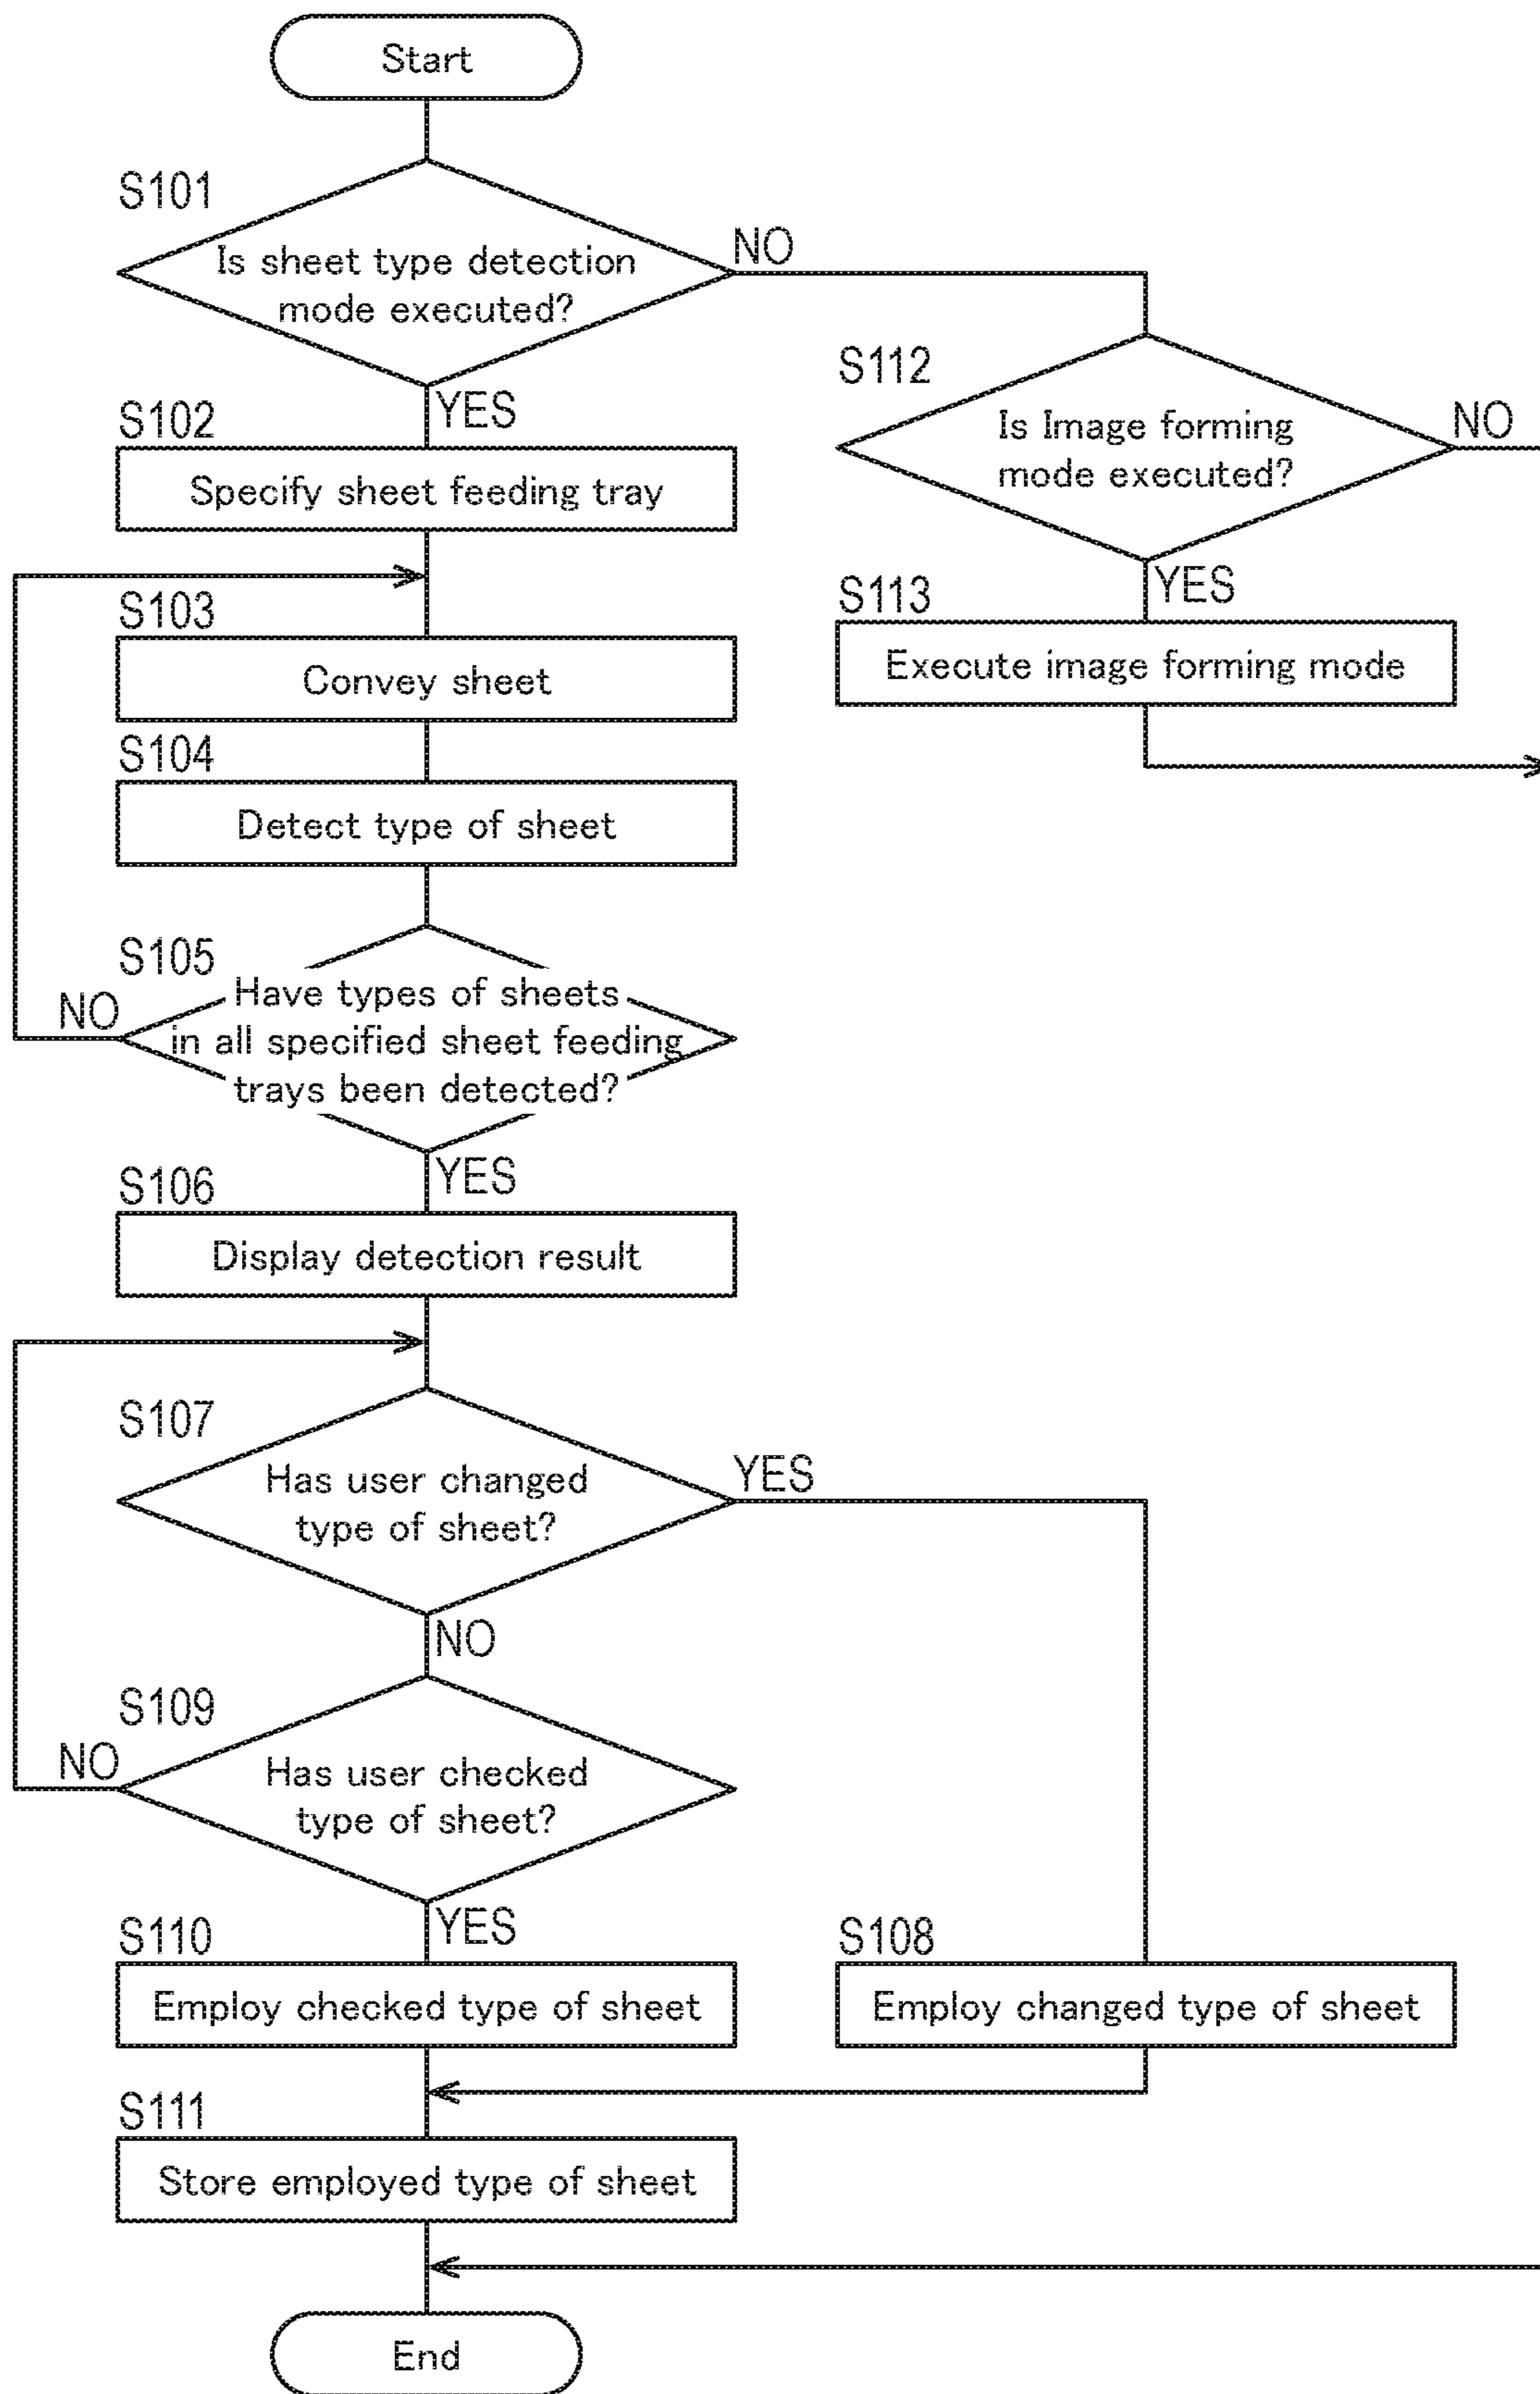 Start
S101
Is sheet type detection
mode executed?
NO
YES
S112
Is Image forming
mode executed?
NO
YES
S102
Specify sheet feeding tray
S113
Execute image forming mode
S103
Convey sheet
S104
Detect type of sheet
S105
Have types of sheets
in all specified sheet feeding
trays been detected?
NO
YES
S106
Display detection result
S107
Has user changed
type of sheet?
YES
NO
S109
Has user checked
type of sheet?
NO
YES
S110
Employ checked type of sheet
S108
Employ changed type of sheet
S111
Store employed type of sheet
End